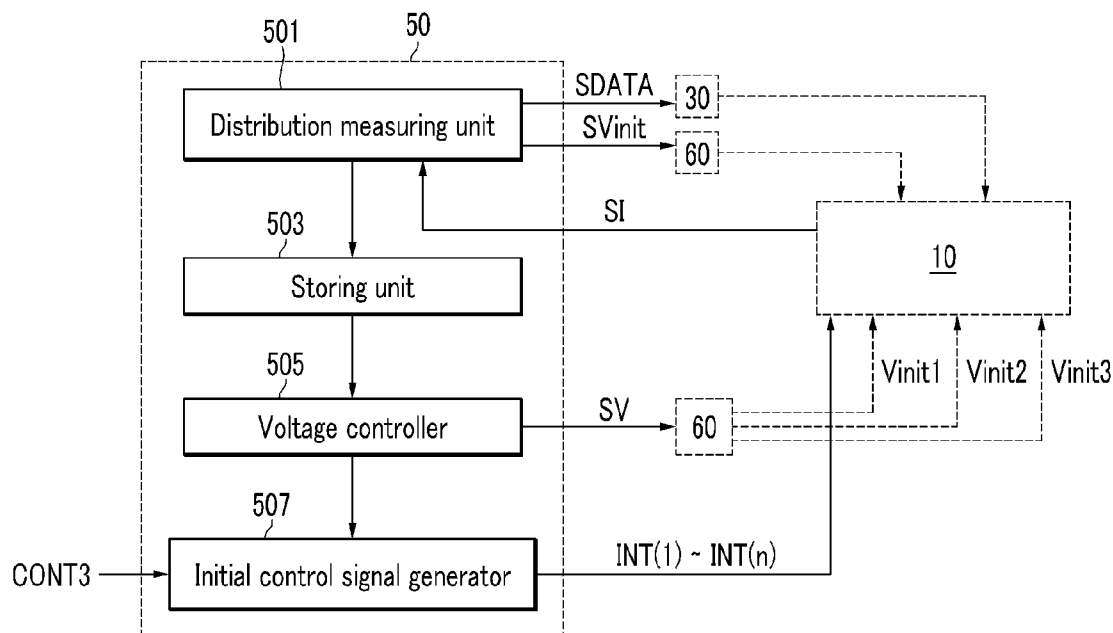 501
50
SDATA
30
Distribution measuring unit
SVinit
60
SI
503
10
Storing unit
505
Vinit1
Vinit2
Vinit3
SV
Voltage controller
60
507
CONT3
Initial control signal generator
INT(1) ~ INT(n)